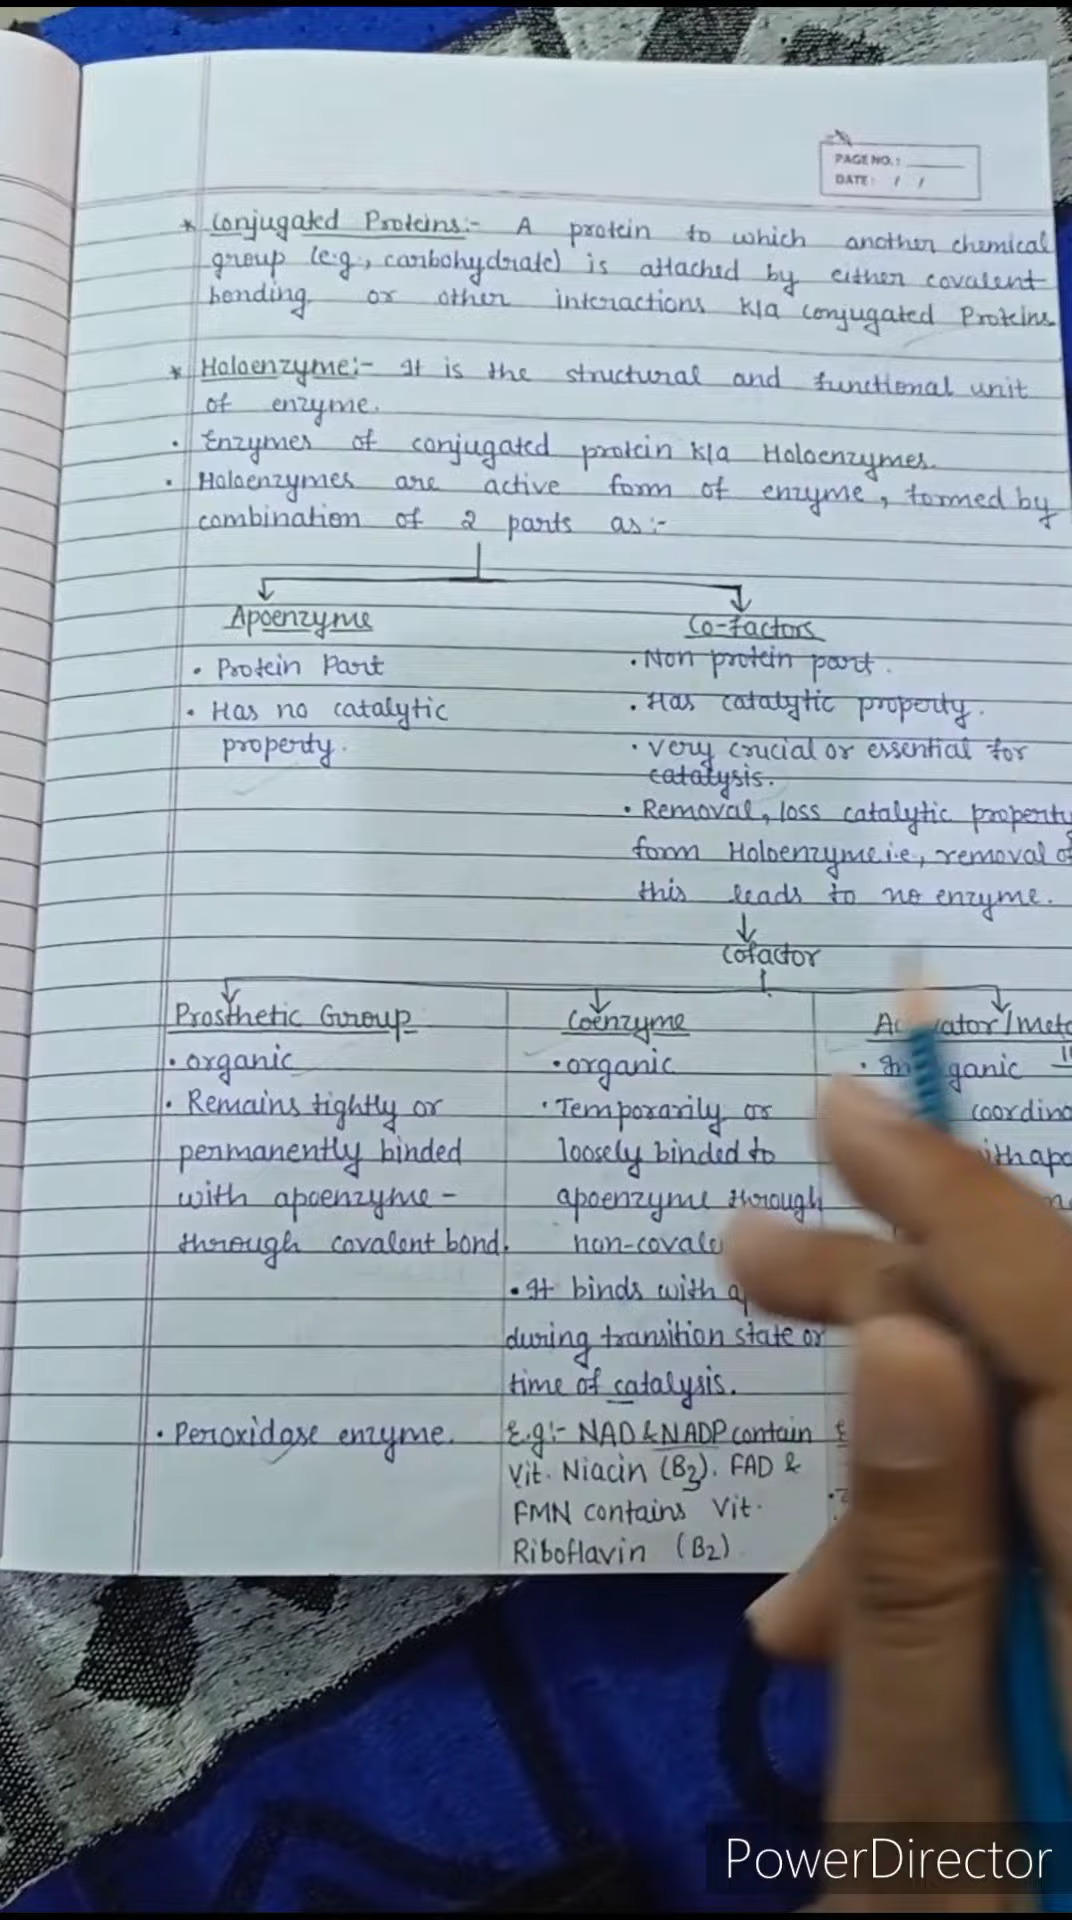 PAGE NO.:
DATE: / /
* Conjugated Proteins:- A protein to which another chemical
group (e.g., carbohydrate) is attached by either covalent
bonding or other interactions K/a conjugated Proteins
* Holoenzyme:- It is the structural and functional unit
of enzyme.
• Enzymes of conjugated protein K/a Holoenzymes.
• Holoenzymes are active form of enzyme, formed by
combination of 2 parts as:-
Apoenzyme
• Protein Part
• Has no catalytic
property.
Co-factors
• Non protein part.
• Has catalytic property.
• very crucial or essential for
catalysis.
• Removal, loss catalytic property
form Holoenzyme i.e., removal of
this leads to no enzyme.
Cofactor
Prosthetic Group
• organic
• Remains tightly or
permanently binded
with apoenzyme -
through covalent bond.
• Peroxidase enzyme.
Coenzyme
• organic
• Temporarily or
loosely binded to
apoenzyme through
non-covale
• It binds with
during transition state or
time of catalysis.
E.g:- NAD & NADP contain
Vit. Niacin (B3). FAD &
FMN contains Vit.
Riboflavin (B2)
coordin
PowerDirector